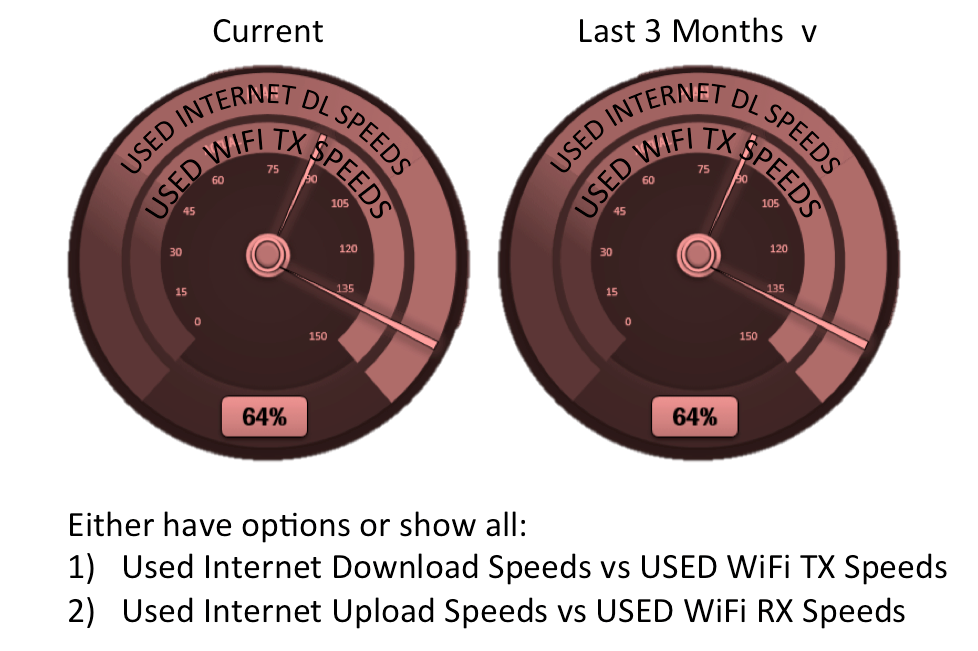 Current
Last 3 Months v
USED INTERNET DL SPEEDS
USED WIFI TX SPEEDS
75
60
90
45
105
30
120
15
135
0
150
64%
USED INTERNET DL SPEEDS
USED WIFI TX SPEEDS
75
60
90
45
105
30
120
15
135
0
150
64%
Either have options or show all:
1) Used Internet Download Speeds vs USED WiFi TX Speeds
2) Used Internet Upload Speeds vs USED WiFi RX Speeds